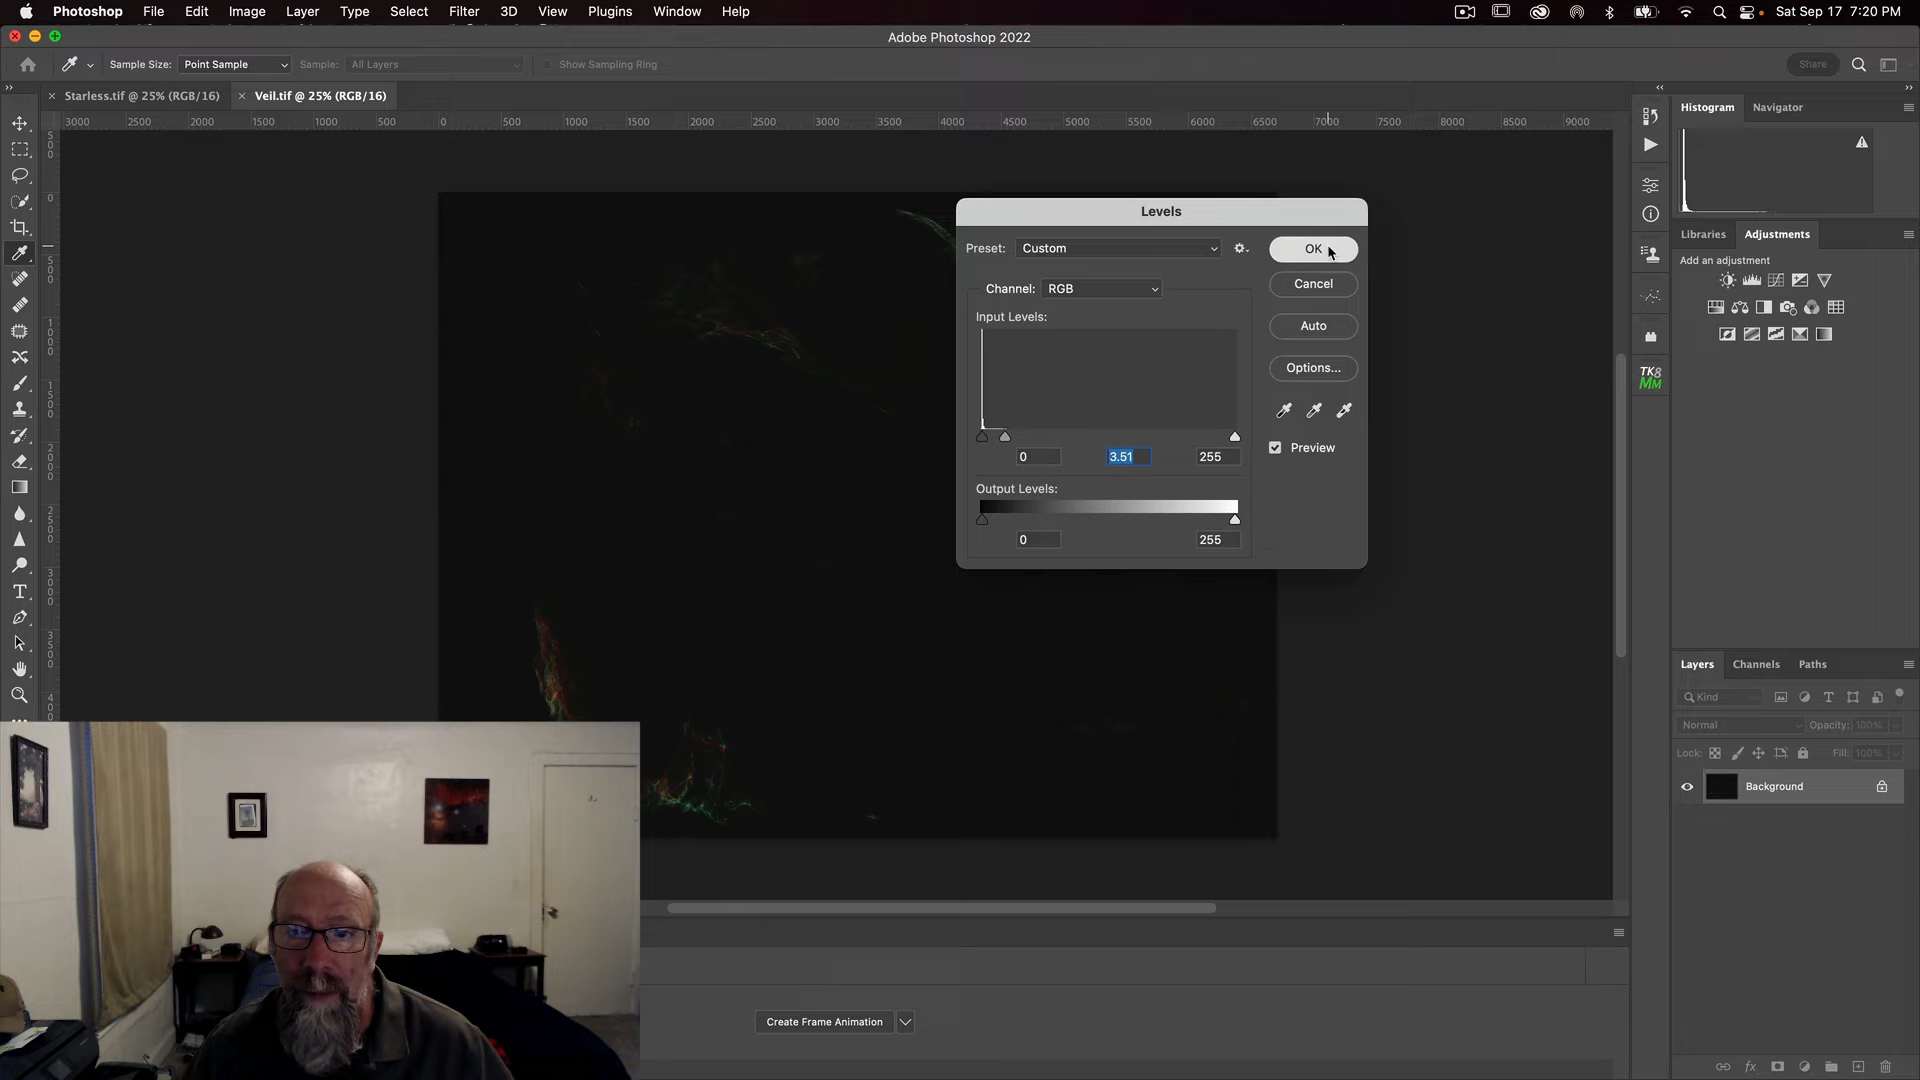 Photoshop File Edit Image Layer Type Select Filter 3D View Plugins Window Help Sat Sep 17 7:20 PM
Adobe Photoshop 2022
Sample Size: Point Sample Sample: All Layers Show Sampling Ring Share
Starless.tif @ 25% (RGB/16) Veil.tif @ 25% (RGB/16)
3000 2500 2000 1500 1000 500 0 500 1000 1500 2000 2500 3000 3500 4000 4500 5000 5500 6000 6500 7000 7500 8000 8500 9000
Histogram Navigator
Levels
Preset: Custom OK
Channel: RGB Cancel
Input Levels: Auto
Options...
0 3.51 255 Preview
Output Levels:
0 255
Libraries Adjustments
Add an adjustment
TK8
MM
Layers Channels Paths
Kind
Normal Opacity: 100%
Lock: Fill: 100%
Background
Create Frame Animation